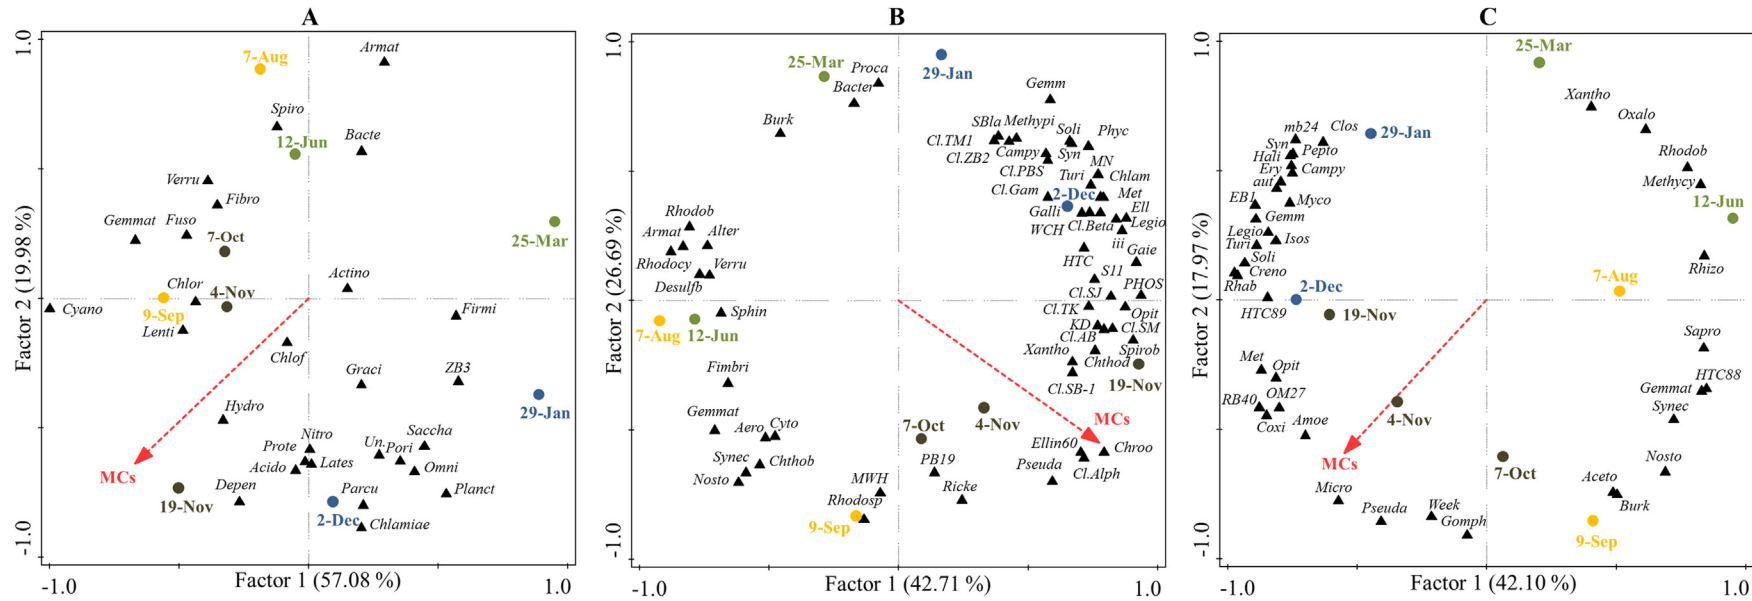 A
1.0
7-Aug
Armat
Spiro
12-Jun
Bacte
Verru
Fibro
Gemmat
Fuso
7-Oct
25-Mar
Chlor
Actino
4-Nov
Cyano
9-Sep
Firmi
Lenti
Chlof
Graci
ZB3
29-Jan
Hydro
Saccha
Nitro
Un.
Prote
Pori
MCs
Acido
Lates
Omni
Depen
Parcu
Planct
19-Nov
2-Dec
Chlamiae
-1.0
Factor 2 (19.98 %)
-1.0
Factor 1 (57.08 %)
1.0
B
1.0
25-Mar
Proca
29-Jan
Bacter
Gemm
Burk
SBla
Methypi
Soli
Phyc
Cl.TM1
Campy
Syn
Cl.ZB2
MN
Cl.PBS
Turi
Chlam
Cl.Gam
2-Dec
Met
Rhodob
Galli
Ell
Cl.Beta
Legio
Armat
Alter
WCH
iii
Gaie
Rhodocy
Verru
HTC
S11
Desulfb
PHOS
Cl.SJ
Sphin
Cl.TK
Opit
7-Aug
12-Jun
KD
Cl.SM
Cl.AB
Xantho
Spirob
Chthod
Fimbri
19-Nov
Cl.SB-1
Gemmat
MCs
Aero
Cyto
7-Oct
4-Nov
Ellin60
Chroo
Synec
Chthob
PB19
Pseuda
Cl.Alph
Nosto
MWH
Ricke
Rhodosp
9-Sep
-1.0
Factor 2 (26.69 %)
-1.0
Factor 1 (42.71 %)
1.0
C
1.0
25-Mar
Xantho
Oxalo
mb24
Clos
29-Jan
Syn
Pepto
Hali
Rhodob
Ery
Campy
aut
Methycy
EB1
Myco
12-Jun
Gemm
Legio
Turi
Isos
Soli
Rhizo
Creno
7-Aug
Rhab
2-Dec
HTC89
19-Nov
Sapro
Met
Opit
HTC88
Gemmat
RB40
OM27
4-Nov
Synec
Coxi
Amoe
MCs
7-Oct
Nosto
Micro
Aceto
Pseuda
Week
Burk
Gomph
9-Sep
-1.0
Factor 2 (17.97 %)
-1.0
Factor 1 (42.10 %)
1.0